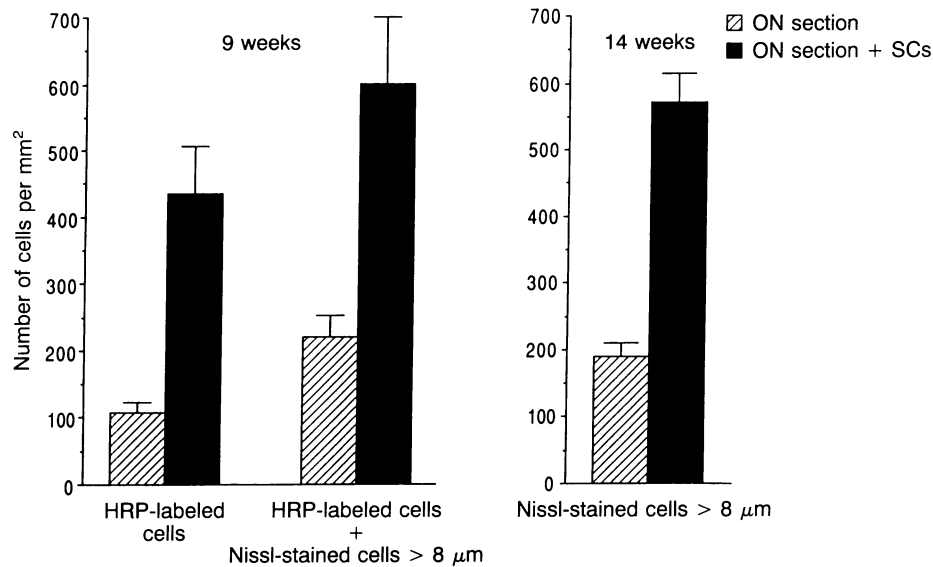 Number of cells per mm²
700
600
500
400
300
200
100
0
9 weeks
HRP-labeled
cells
HRP-labeled cells
+
Nissl-stained cells > 8 μm
700
600
500
400
300
200
100
0
14 weeks
Nissl-stained cells > 8 μm
ON section
ON section + SCs